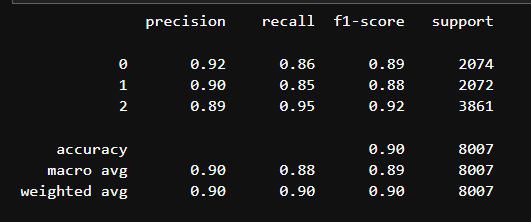 precision recall f1-score support
0 0.92 0.86 0.89 2074
1 0.90 0.85 0.88 2072
2 0.89 0.95 0.92 3861
accuracy 0.90 8007
macro avg 0.90 0.88 0.89 8007
weighted avg 0.90 0.90 0.90 8007